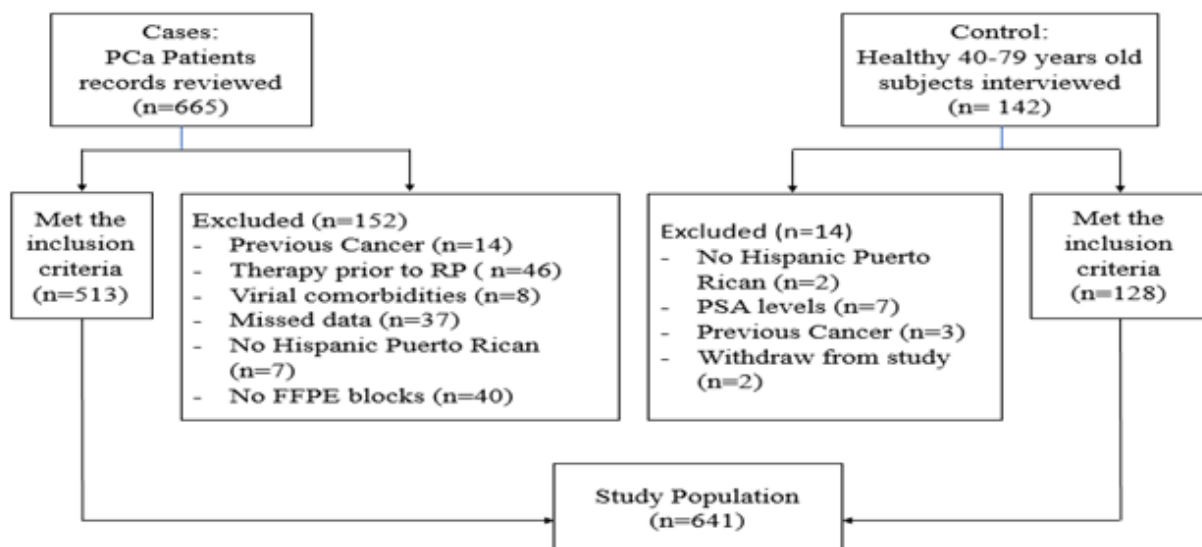 Cases:
PCa Patients
records reviewed
(n=665)
Control:
Healthy 40-79 years old
subjects interviewed
(n= 142)
Met the
inclusion
criteria
(n=513)
Excluded (n=152)
- Previous Cancer (n=14)
- Therapy prior to RP ( n=46)
- Virial comorbidities (n=8)
- Missed data (n=37)
- No Hispanic Puerto Rican
(n=7)
- No FFPE blocks (n=40)
Excluded (n=14)
- No Hispanic Puerto
Rican (n=2)
- PSA levels (n=7)
- Previous Cancer (n=3)
- Withdraw from study
(n=2)
Met the
inclusion
criteria
(n=128)
Study Population
(n=641)